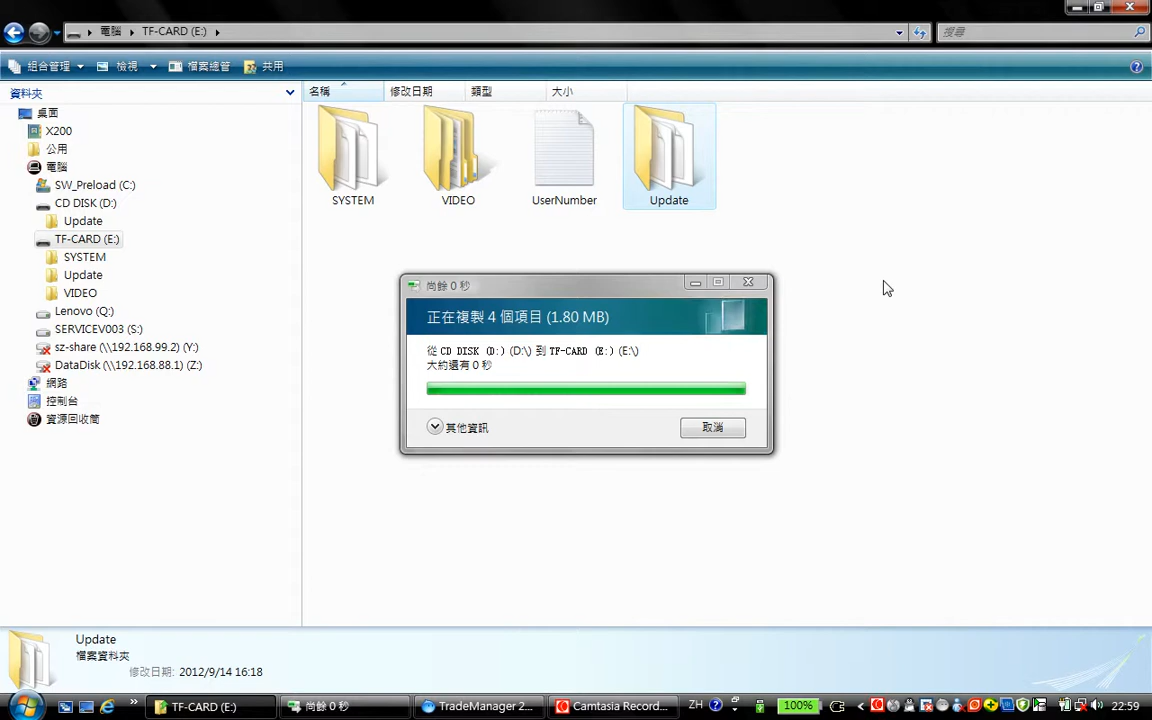 電腦 TF-CARD (E:)
搜尋
組合管理 檢視 檔案總管 共用
資料夾
桌面
X200
公用
電腦
SW_Preload (C:)
CD DISK (D:)
Update
TF-CARD (E:)
SYSTEM
Update
VIDEO
Lenovo (Q:)
SERVICEV003 (S:)
sz-share (\\192.168.99.2) (Y:)
DataDisk (\\192.168.88.1) (Z:)
網路
控制台
資源回收筒
名稱 修改日期 類型 大小
SYSTEM
VIDEO
UserNumber
Update
尚餘 0 秒
正在複製 4 個項目 (1.80 MB)
從 CD DISK (D:) (D:\) 到 TF-CARD (E:) (E:\)
大約還有 0 秒
其他資訊
取消
Update
檔案資料夾
修改日期: 2012/9/14 16:18
TF-CARD (E:)
尚餘 0 秒
TradeManager 2...
Camtasia Record...
ZH
100%
22:59